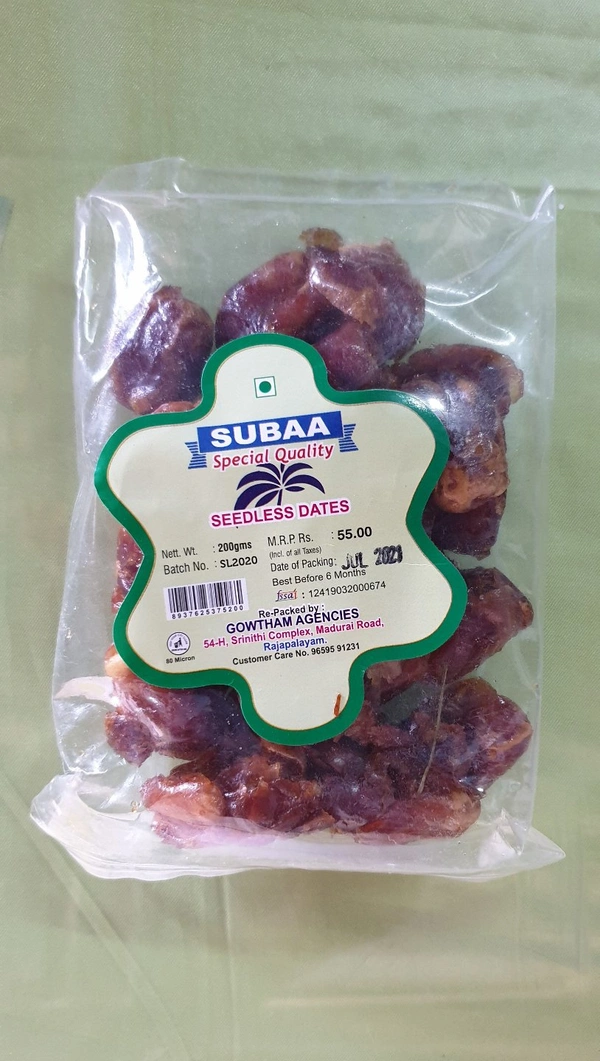 SUBAA
Special Quality
SEEDLESS DATES
Nett. Wt. : 200gms
Batch No. : SL2020
M.R.P. Rs. : 55.00
(Incl. of all Taxes)
Date of Packing: JUL 2021
Best Before 6 Months
fssai : 12419032000674
8937625375200
80 Micron
Re-Packed by :
GOWTHAM AGENCIES
54-H, Srinithi Complex, Madurai Road,
Rajapalayam.
Customer Care No. 96595 91231